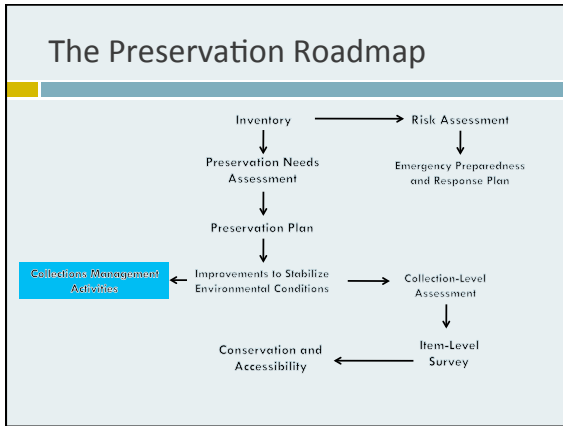 The Preservation Roadmap
Inventory
Risk Assessment
Preservation Needs
Assessment
Emergency Preparedness
and Response Plan
Preservation Plan
Collections Management
Activities
Improvements to Stabilize
Environmental Conditions
Collection-Level
Assessment
Item-Level
Survey
Conservation and
Accessibility